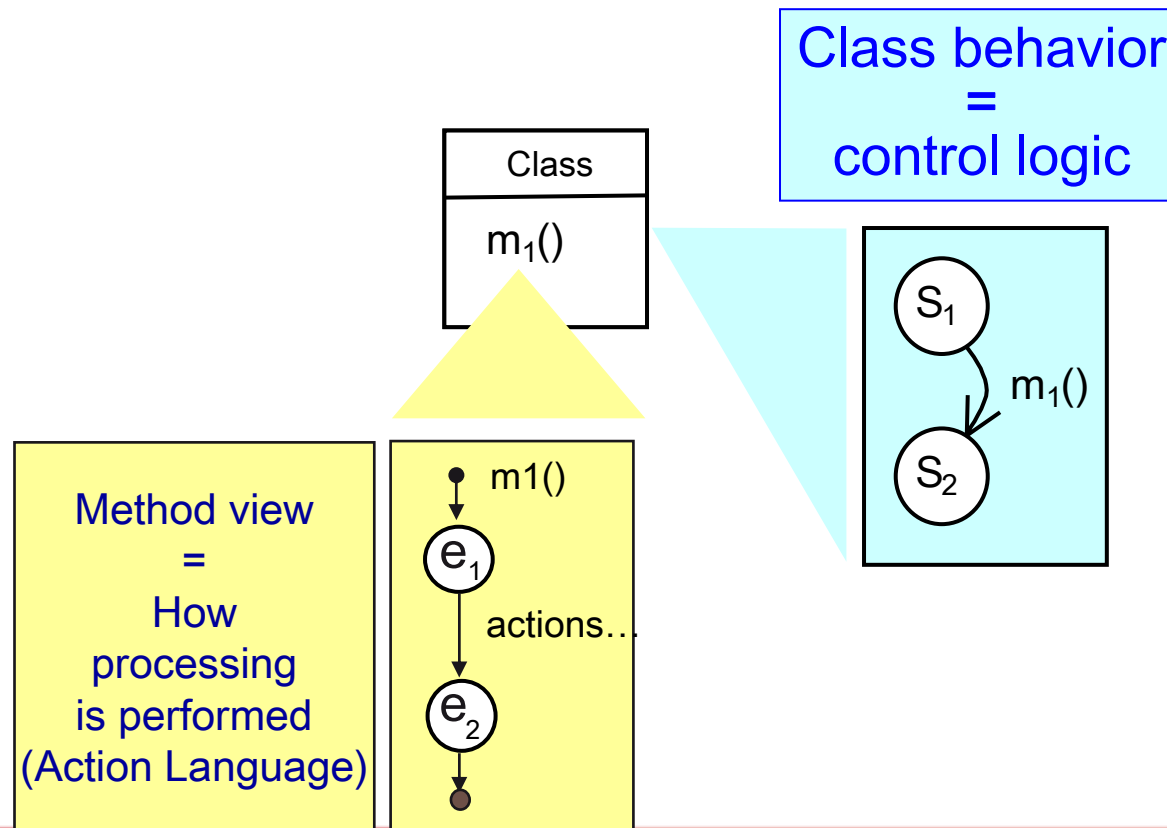 Class behavior
=
control logic
Class
m₁()
S₁
m₁()
S₂
Method view
=
How
processing
is performed
(Action Language)
m1()
e₁
actions…
e₂